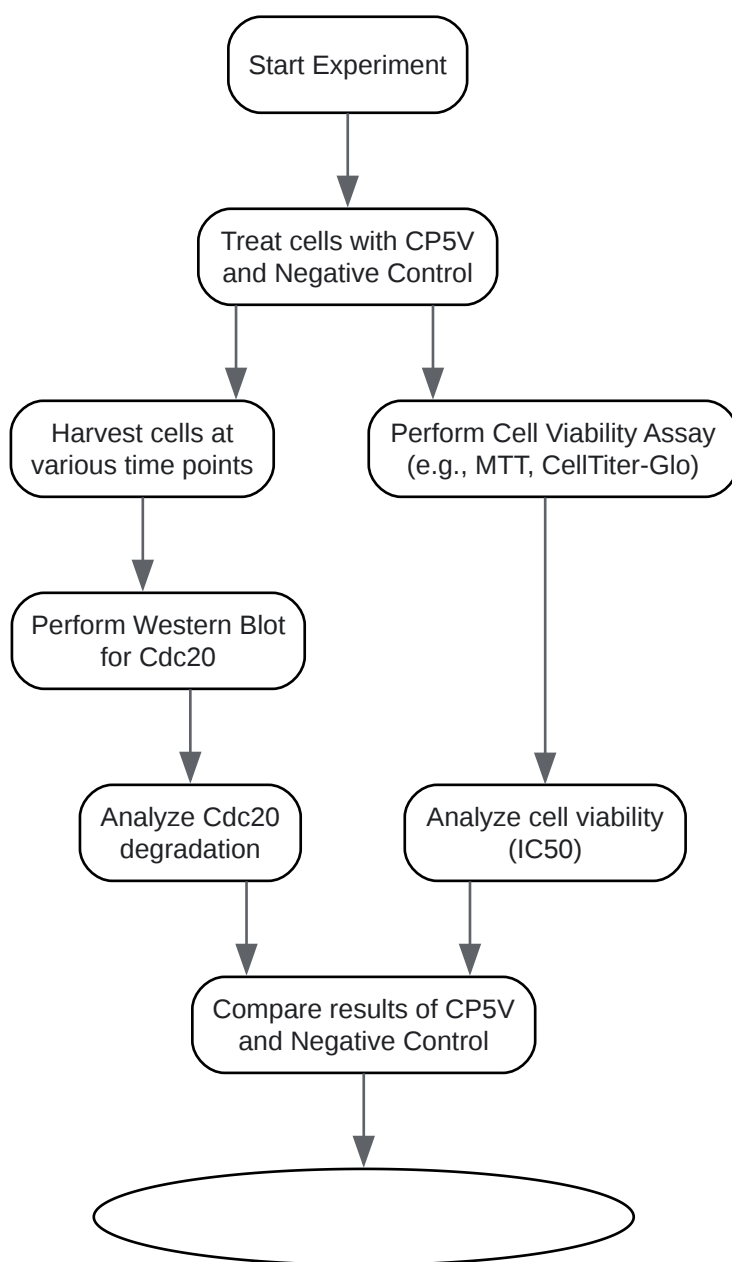 Start Experiment
Treat cells with CP5V
and Negative Control
Harvest cells at
various time points
Perform Cell Viability Assay
(e.g., MTT, CellTiter-Glo)
Perform Western Blot
for Cdc20
Analyze Cdc20
degradation
Analyze cell viability
(IC50)
Compare results of CP5V
and Negative Control